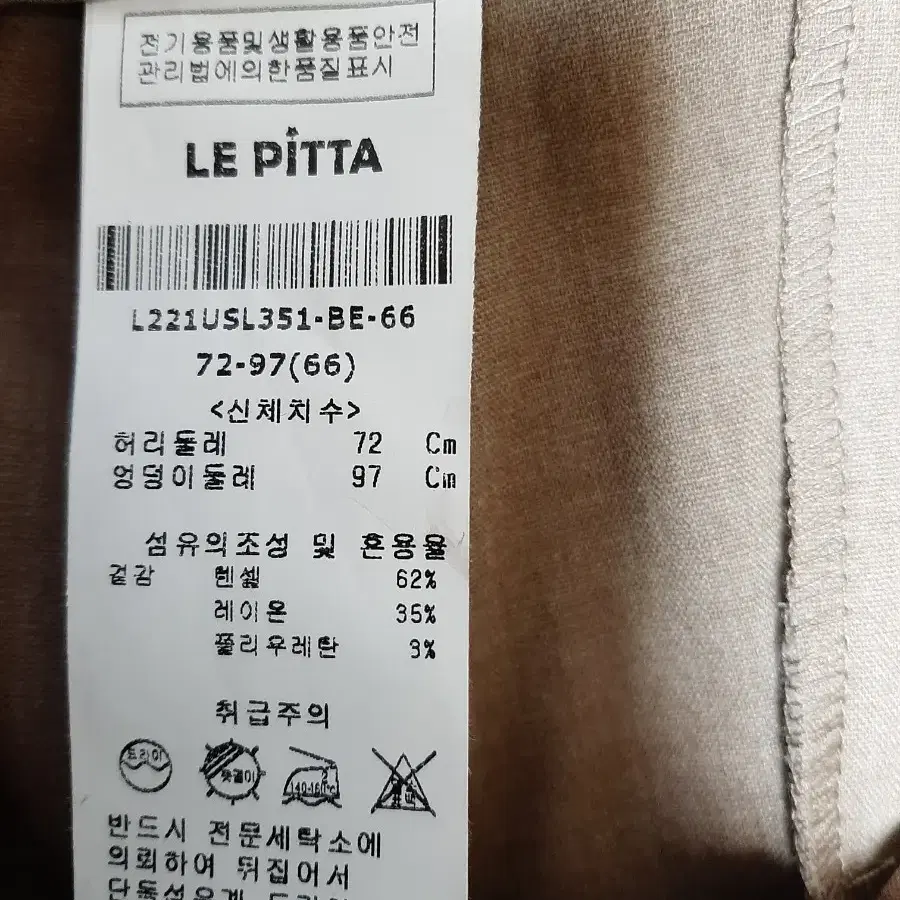 전기용품및생활용품안전
관리법에의한품질표시
LE PITTA
L221USL351-BE-66
72-97(66)
<신체치수>
허리둘레 72 Cm
엉덩이둘레 97 Cm
섬유의조성 및 혼용율
겉감 텐셀 62%
레이온 35%
폴리우레탄 3%
취급주의
드라이 옷걸이 140-160℃ 표백
반드시 전문세탁소에
의뢰하여 뒤집어서